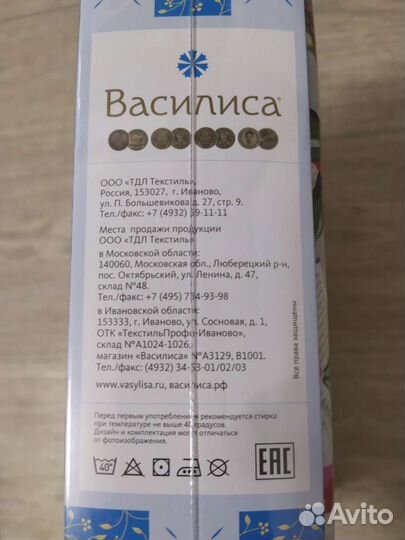 Василиса®
ООО «ТДЛ Текстиль»,
Россия, 153027, г. Иваново,
ул. П. Большевикова д. 27, стр. 9.
Тел./факс: +7 (4932) 59-11-11
Места продажи продукции
ООО «ТДЛ Текстиль»
в Московской области:
140060, Московская обл., Люберецкий р-н,
пос. Октябрьский, ул. Ленина, д. 47,
склад №48.
Тел./факс: +7 (495) 734-93-98
в Ивановской области:
153333, г. Иваново, ул. Сосновая, д. 1,
ОТК «ТекстильПрофи-Иваново»,
склад №А1024-1026,
магазин «Василиса» №А3129, В1001.
Тел./факс: (4932) 34-53-01/02/03
www.vasylisa.ru, василиса.рф
Все права защищены
Перед первым употреблением рекомендуется стирка
при температуре не выше 40 градусов.
Дизайн и комплектация могут отличаться
от фотоизображения.
40°
ЕАС
Avito